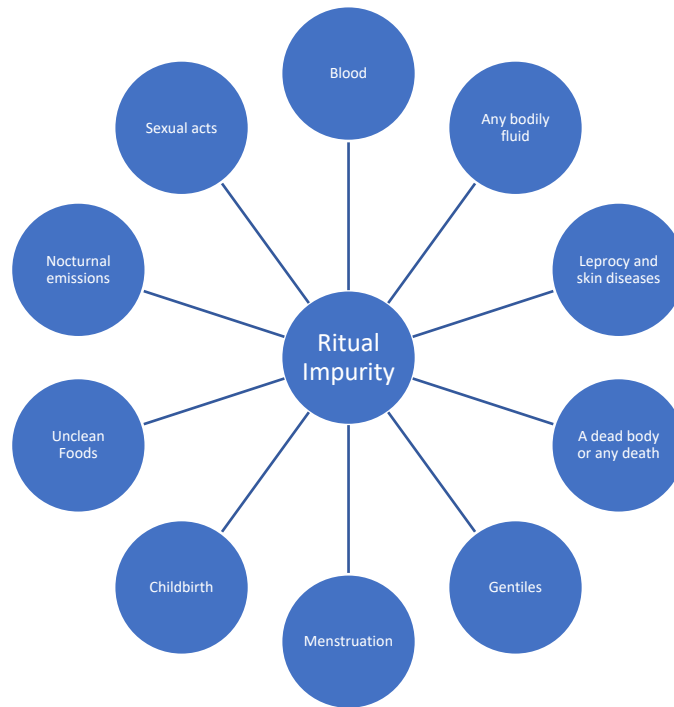 Blood
Any bodily
fluid
Leprocy and
skin diseases
A dead body
or any death
Gentiles
Menstruation
Childbirth
Unclean
Foods
Nocturnal
emissions
Sexual acts
Ritual
Impurity